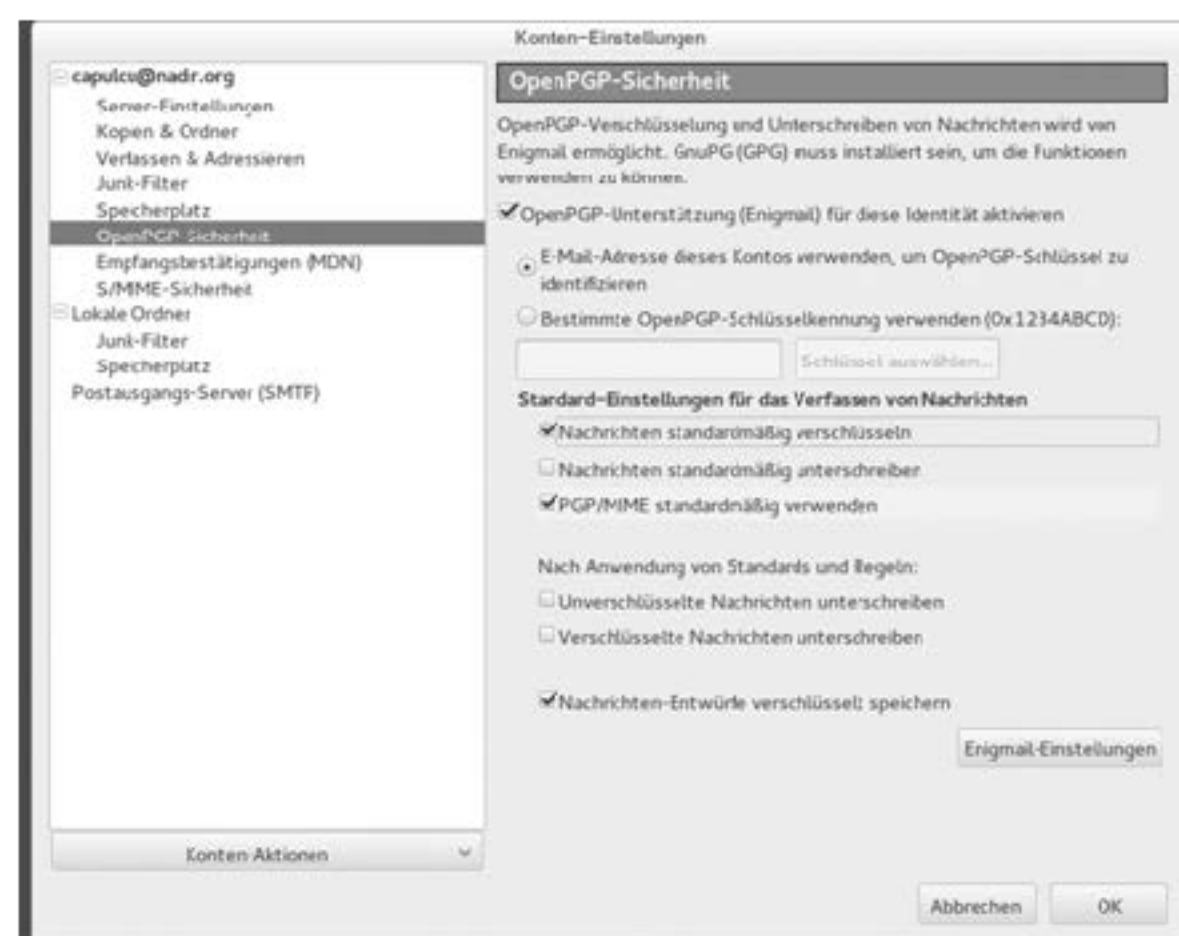 Konten-Einstellungen
capulcu@nadir.org
Server-Einstellungen
Kopien & Ordner
Verfassen & Adressieren
Junk-Filter
Speicherplatz
OpenPGP-Sicherheit
Empfangsbestätigungen (MDN)
S/MIME-Sicherheit
Lokale Ordner
Junk-Filter
Speicherplatz
Postausgangs-Server (SMTP)
Konten-Aktionen
OpenPGP-Sicherheit
OpenPGP-Verschlüsselung und Unterschreiben von Nachrichten wird von
Enigmail ermöglicht. GnuPG (GPG) muss installiert sein, um die Funktionen
verwenden zu können.
OpenPGP-Unterstützung (Enigmail) für diese Identität aktivieren
E-Mail-Adresse dieses Kontos verwenden, um OpenPGP-Schlüssel zu
identifizieren
Bestimmte OpenPGP-Schlüsselkennung verwenden (0x1234ABCD):
Schlüssel auswählen...
Standard-Einstellungen für das Verfassen von Nachrichten
Nachrichten standardmäßig verschlüsseln
Nachrichten standardmäßig unterschreiben
PGP/MIME standardmäßig verwenden
Nach Anwendung von Standards und Regeln:
Unverschlüsselte Nachrichten unterschreiben
Verschlüsselte Nachrichten unterschreiben
Nachrichten-Entwürfe verschlüsselt speichern
Enigmail-Einstellungen
Abbrechen
OK